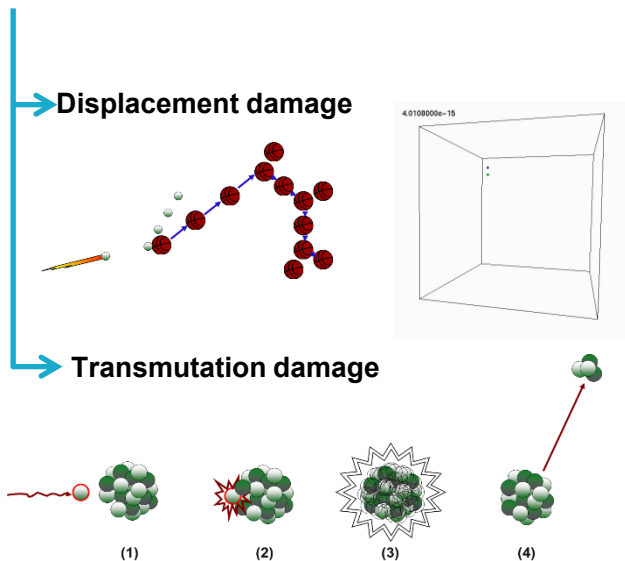 Displacement damage
4.0108000e-15
Transmutation damage
(1)
(2)
(3)
(4)